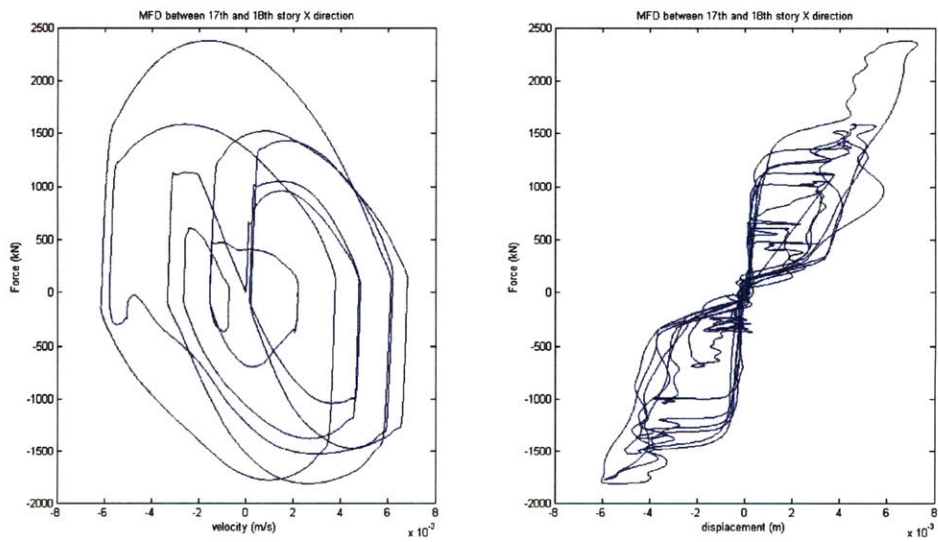 MFD between 17th and 18th story X direction
2500
2000
1500
1000
500
0
-500
-1000
-1500
-2000
Force (kN)
-8 -6 -4 -2 0 2 4 6 8
velocity (m/s)
x 10⁻³
MFD between 17th and 18th story X direction
2500
2000
1500
1000
500
0
-500
-1000
-1500
-2000
Force (kN)
-8 -6 -4 -2 0 2 4 6 8
displacement (m)
x 10⁻³